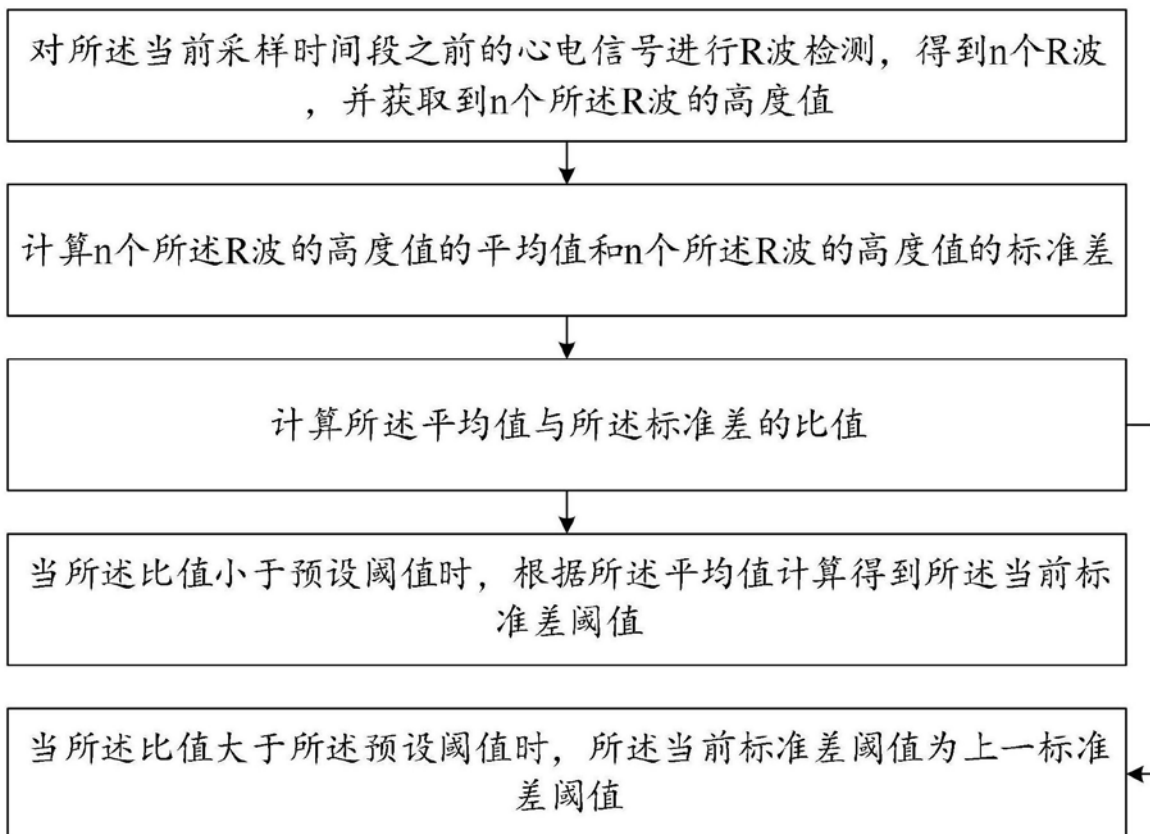 对所述当前采样时间段之前的心电信号进行R波检测，得到n个R波
，并获取到n个所述R波的高度值
计算n个所述R波的高度值的平均值和n个所述R波的高度值的标准差
计算所述平均值与所述标准差的比值
当所述比值小于预设阈值时，根据所述平均值计算得到所述当前标
准差阈值
当所述比值大于所述预设阈值时，所述当前标准差阈值为上一标准
差阈值